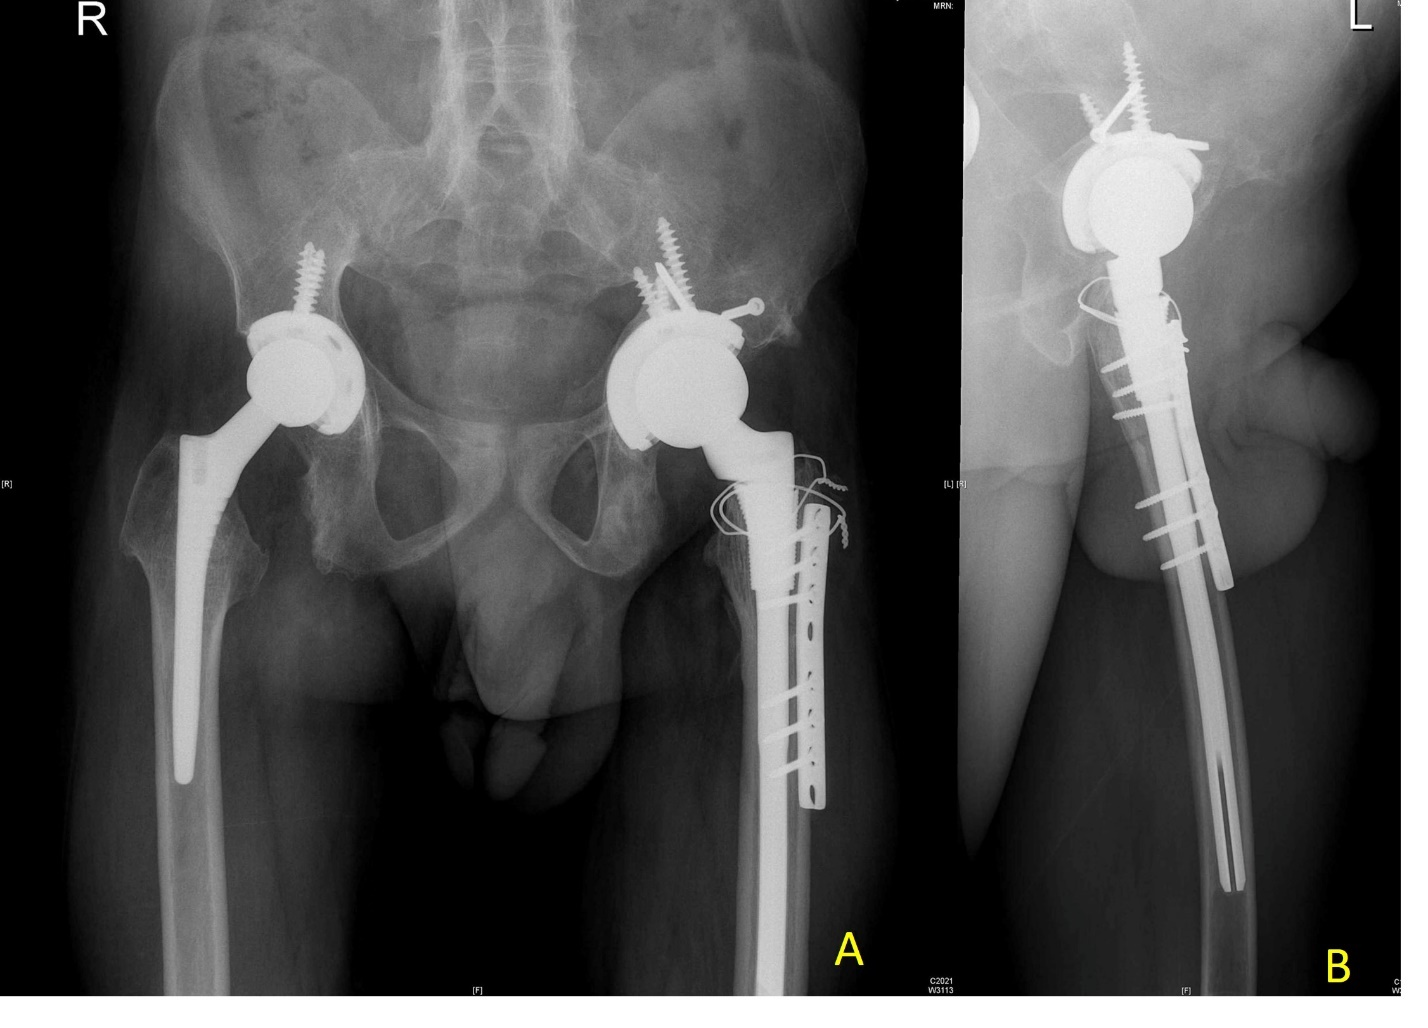 R
MRN:
L
[R]
[L] [R]
A
B
C2021
W3113
[F]
[F]